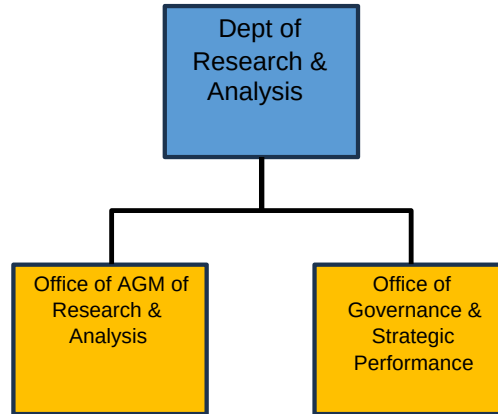 Dept of
Research &
Analysis
Office of AGM of
Research &
Analysis
Office of
Governance &
Strategic
Performance